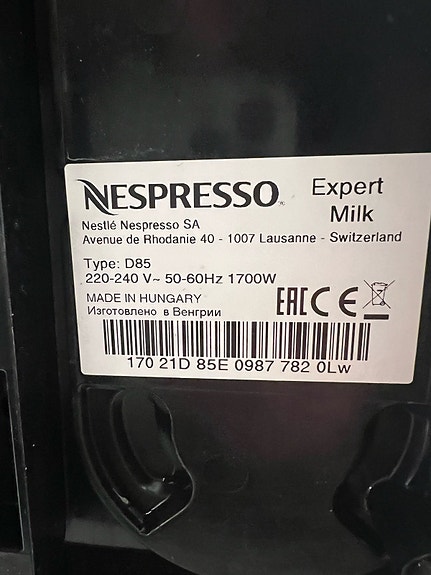 NESPRESSO
Expert
Milk
Nestlé Nespresso SA
Avenue de Rhodanie 40 - 1007 Lausanne - Switzerland
Type: D85
220-240 V~ 50-60Hz 1700W
MADE IN HUNGARY
Изготовлено в Венгрии
EAC CE
170 21D 85E 0987 782 0Lw